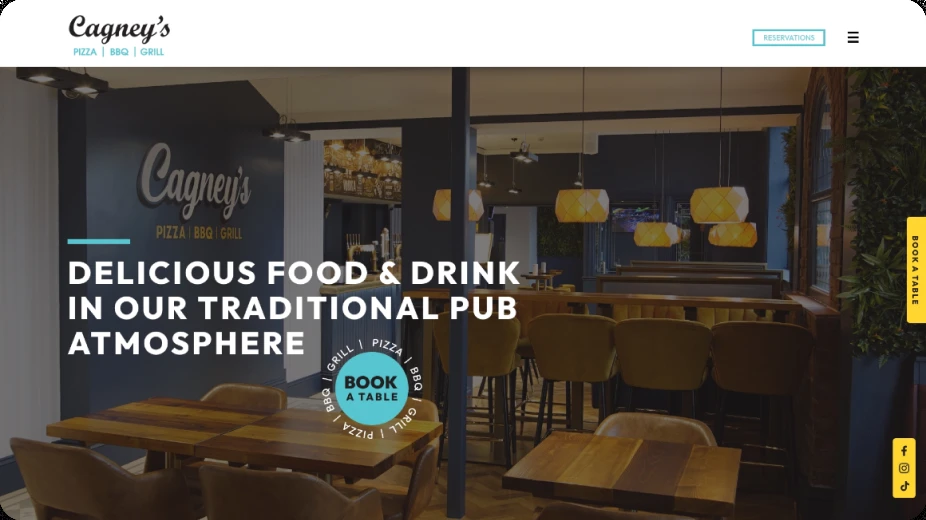 Cagney's
PIZZA | BBQ | GRILL
RESERVATIONS
Cagney's
PIZZA | BBQ | GRILL
DELICIOUS FOOD & DRINK
IN OUR TRADITIONAL PUB
ATMOSPHERE
GRILL | PIZZA | BBQ | GRILL | PIZZA | BBQ |
BOOK
A TABLE
BOOK A TABLE